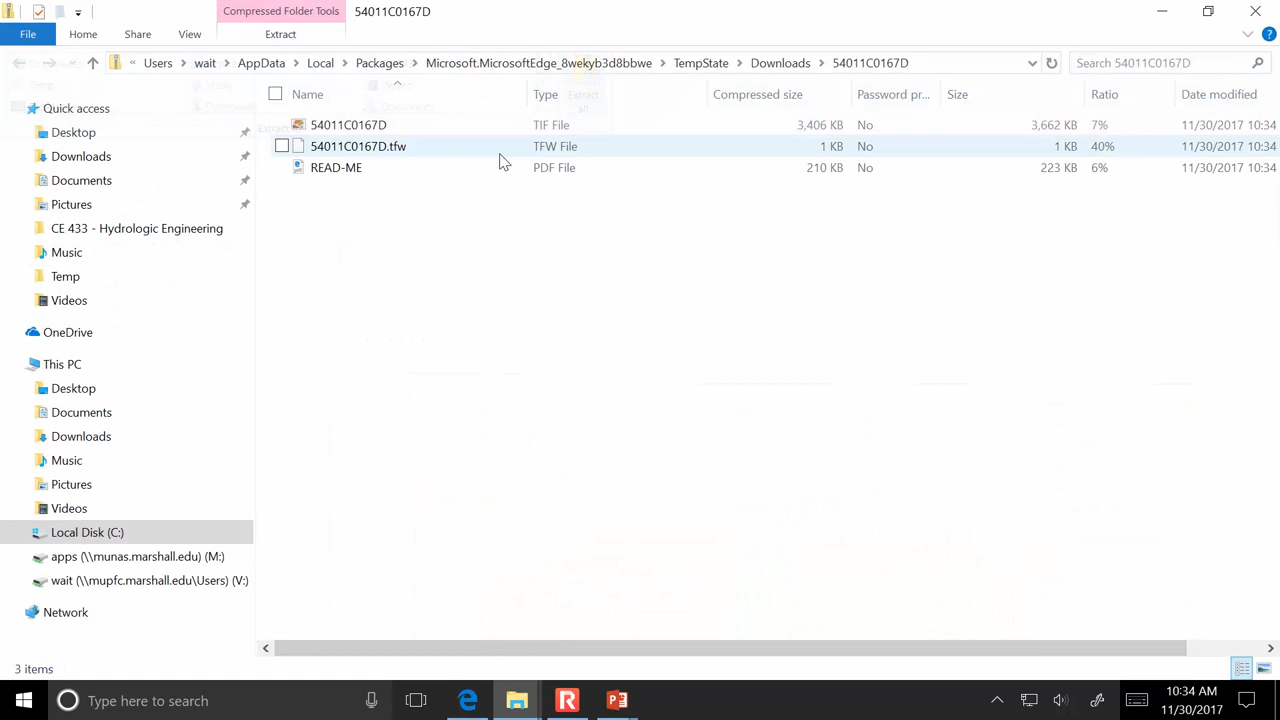 Compressed Folder Tools
54011C0167D
File
Home
Share
View
Extract
« Users > wait > AppData > Local > Packages > Microsoft.MicrosoftEdge_8wekyb3d8bbwe > TempState > Downloads > 54011C0167D
Search 54011C0167D
Name
Type
Compressed size
Password pr...
Size
Ratio
Date modified
54011C0167D TIF File 3,406 KB No 3,662 KB 7% 11/30/2017 10:34
54011C0167D.tfw TFW File 1 KB No 1 KB 40% 11/30/2017 10:34
READ-ME PDF File 210 KB No 223 KB 6% 11/30/2017 10:34
Quick access
Desktop
Downloads
Documents
Pictures
CE 433 - Hydrologic Engineering
Music
Temp
Videos
OneDrive
This PC
Desktop
Documents
Downloads
Music
Pictures
Videos
Local Disk (C:)
apps (\\munas.marshall.edu) (M:)
wait (\\mupfc.marshall.edu\Users) (V:)
Network
3 items
Type here to search
10:34 AM
11/30/2017